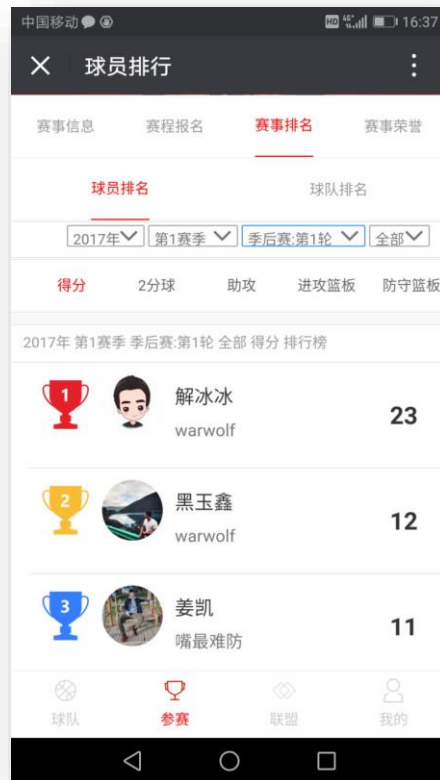 中国移动 HD 46 16:37
球员排行
赛事信息 赛程报名 赛事排名 赛事荣誉
球员排名 球队排名
2017年 第1赛季 季后赛:第1轮 全部
得分 2分球 助攻 进攻篮板 防守篮板
2017年 第1赛季 季后赛:第1轮 全部 得分 排行榜
1 解冰冰 23
warwolf
2 黑玉鑫 12
warwolf
3 姜凯 11
嘴最难防
球队 参赛 联盟 我的